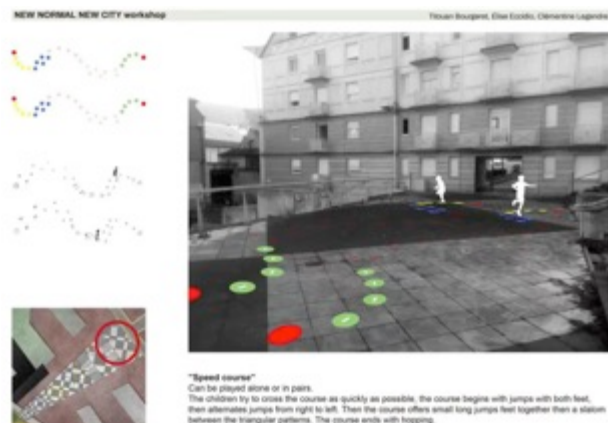 NEW NORMAL NEW CITY workshop
Titouan Bourgeret, Elise Eccidio, Clémentine Legendre
"Speed course"
Can be played alone or in pairs.
The children try to cross the course as quickly as possible, the course begins with jumps with both feet,
then alternates jumps from right to left. Then the course offers small long jumps feet together then a slalom
between the triangular patterns. The course ends with hopping.